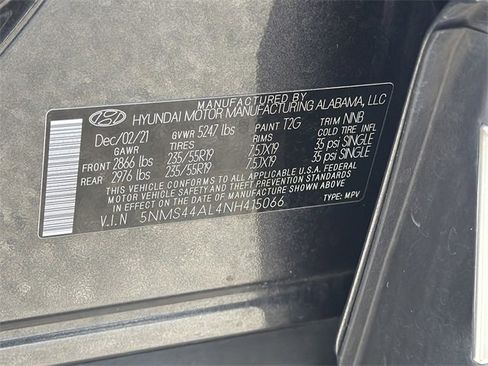 MANUFACTURED BY
HYUNDAI MOTOR MANUFACTURING ALABAMA, LLC
Dec/02/21 GVWR 5247 lbs PAINT T2G TRIM NNB
GAWR TIRES RIMS COLD TIRE INFL
FRONT 2866 lbs 235/55R19 7.5JX19 35 psi SINGLE
REAR 2976 lbs 235/55R19 7.5JX19 35 psi SINGLE
THIS VEHICLE CONFORMS TO ALL APPLICABLE U.S. FEDERAL
MOTOR VEHICLE SAFETY AND THEFT PREVENTION STANDARDS
IN EFFECT ON THE DATE OF MANUFACTURE SHOWN ABOVE.
V.I.N 5NMS44AL4NH415066 TYPE: MPV